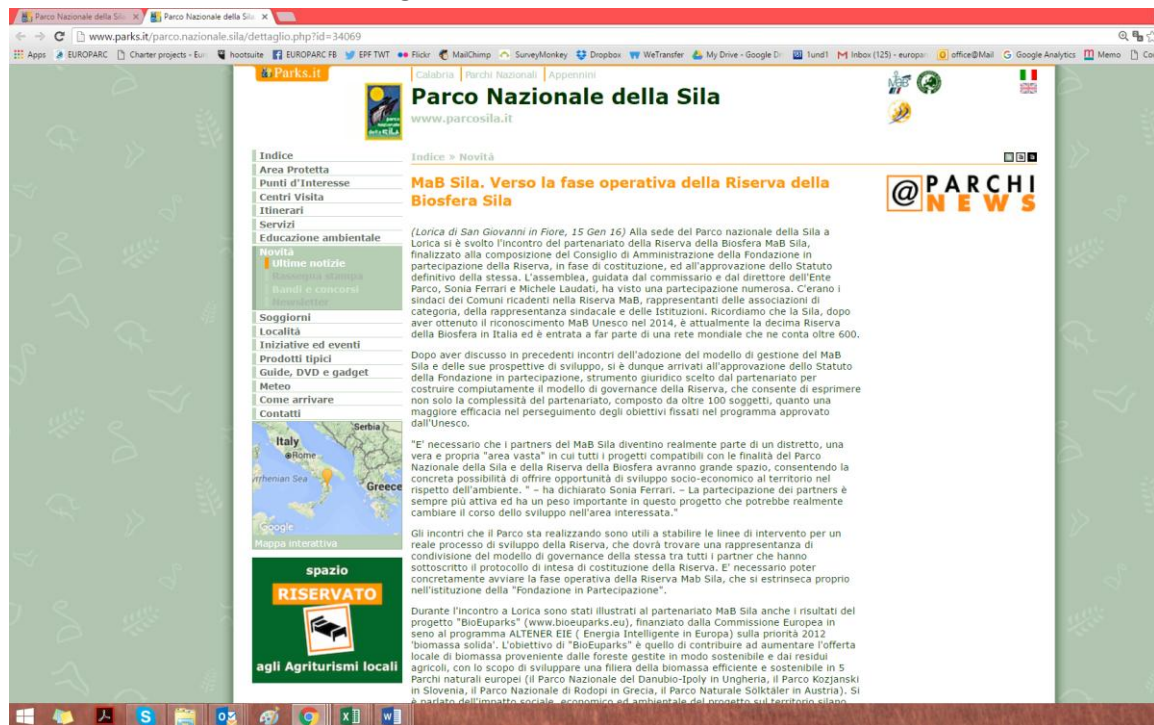 Parco Nazionale della Sila
Parco Nazionale della Sila
www.parks.it/parco.nazionale.sila/dettaglio.php?id=34069
Apps EUROPARC Charter projects - Eur hootsuite EUROPARC FB EPF TWT Flickr MailChimp SurveyMonkey Dropbox WeTransfer My Drive - Google Dr 1und1 Inbox (125) - europar office@Mail Google Analytics Memo Co
Parks.it
Calabria Parchi Nazionali Appennini
Parco Nazionale della Sila
www.parcosila.it
MaB
parco nazionale della SILA
Indice
Area Protetta
Punti d'Interesse
Centri Visita
Itinerari
Servizi
Educazione ambientale
Novità
Ultime notizie
Rassegna stampa
Bandi e concorsi
Newsletter
Soggiorni
Località
Iniziative ed eventi
Prodotti tipici
Guide, DVD e gadget
Meteo
Come arrivare
Contatti
Serbia
Italy
Rome
Tyrrhenian Sea
Greece
Google
Mappa interattiva
spazio
RISERVATO
agli Agriturismi locali
Indice > Novità
MaB Sila. Verso la fase operativa della Riserva della
Biosfera Sila
@PARCHI
NEWS
(Lorica di San Giovanni in Fiore, 15 Gen 16) Alla sede del Parco nazionale della Sila a
Lorica si è svolto l'incontro del partenariato della Riserva della Biosfera MaB Sila,
finalizzato alla composizione del Consiglio di Amministrazione della Fondazione in
partecipazione della Riserva, in fase di costituzione, ed all'approvazione dello Statuto
definitivo della stessa. L'assemblea, guidata dal commissario e dal direttore dell'Ente
Parco, Sonia Ferrari e Michele Laudati, ha visto una partecipazione numerosa. C'erano i
sindaci dei Comuni ricadenti nella Riserva MaB, rappresentanti delle associazioni di
categoria, della rappresentanza sindacale e delle Istituzioni. Ricordiamo che la Sila, dopo
aver ottenuto il riconoscimento MaB Unesco nel 2014, è attualmente la decima Riserva
della Biosfera in Italia ed è entrata a far parte di una rete mondiale che ne conta oltre 600.
Dopo aver discusso in precedenti incontri dell'adozione del modello di gestione del MaB
Sila e delle sue prospettive di sviluppo, si è dunque arrivati all'approvazione dello Statuto
della Fondazione in partecipazione, strumento giuridico scelto dal partenariato per
costruire compiutamente il modello di governance della Riserva, che consente di esprimere
non solo la complessità del partenariato, composto da oltre 100 soggetti, quanto una
maggiore efficacia nel perseguimento degli obiettivi fissati nel programma approvato
dall'Unesco.
"E' necessario che i partners del MaB Sila diventino realmente parte di un distretto, una
vera e propria "area vasta" in cui tutti i progetti compatibili con le finalità del Parco
Nazionale della Sila e della Riserva della Biosfera avranno grande spazio, consentendo la
concreta possibilità di offrire opportunità di sviluppo socio-economico al territorio nel
rispetto dell'ambiente. " – ha dichiarato Sonia Ferrari. – La partecipazione dei partners è
sempre più attiva ed ha un peso importante in questo progetto che potrebbe realmente
cambiare il corso dello sviluppo nell'area interessata."
Gli incontri che il Parco sta realizzando sono utili a stabilire le linee di intervento per un
reale processo di sviluppo della Riserva, che dovrà trovare una rappresentanza di
condivisione del modello di governance della stessa tra tutti i partner che hanno
sottoscritto il protocollo di intesa di costituzione della Riserva. E' necessario poter
concretamente avviare la fase operativa della Riserva Mab Sila, che si estrinseca proprio
nell'istituzione della "Fondazione in Partecipazione".
Durante l'incontro a Lorica sono stati illustrati al partenariato MaB Sila anche i risultati del
progetto "BioEuparks" (www.bioeuparks.eu), finanziato dalla Commissione Europea in
seno al programma ALTENER EIE ( Energia Intelligente in Europa) sulla priorità 2012
'biomassa solida'. L'obiettivo di "BioEuparks" è quello di contribuire ad aumentare l'offerta
locale di biomassa proveniente dalle foreste gestite in modo sostenibile e dai residui
agricoli, con lo scopo di sviluppare una filiera della biomassa efficiente e sostenibile in 5
Parchi naturali europei (il Parco Nazionale del Danubio-Ipoly in Ungheria, il Parco Kozjanski
in Slovenia, il Parco Nazionale di Rodopi in Grecia, il Parco Naturale Sölktäler in Austria). Si
è parlato dell'impatto sociale, economico ed ambientale del progetto sul territorio silano